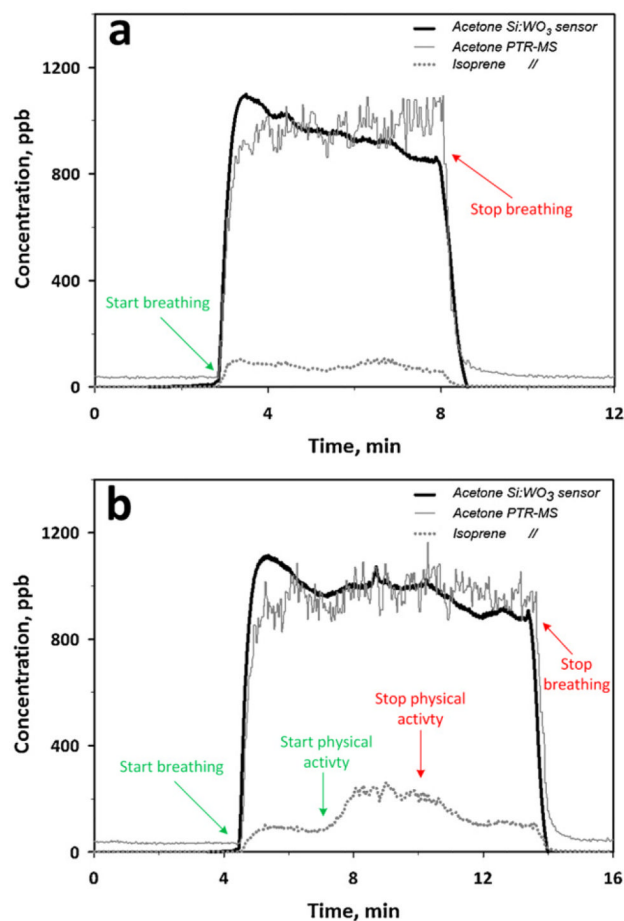 a
Acetone Si:WO₃ sensor
Acetone PTR-MS
Isoprene //
1200
800
400
0
Concentration, ppb
Start breathing
Stop breathing
0 4 8 12
Time, min
b
Acetone Si:WO₃ sensor
Acetone PTR-MS
Isoprene //
1200
800
400
0
Concentration, ppb
Start breathing
Start physical
activty
Stop physical
activty
Stop
breathing
0 4 8 12 16
Time, min